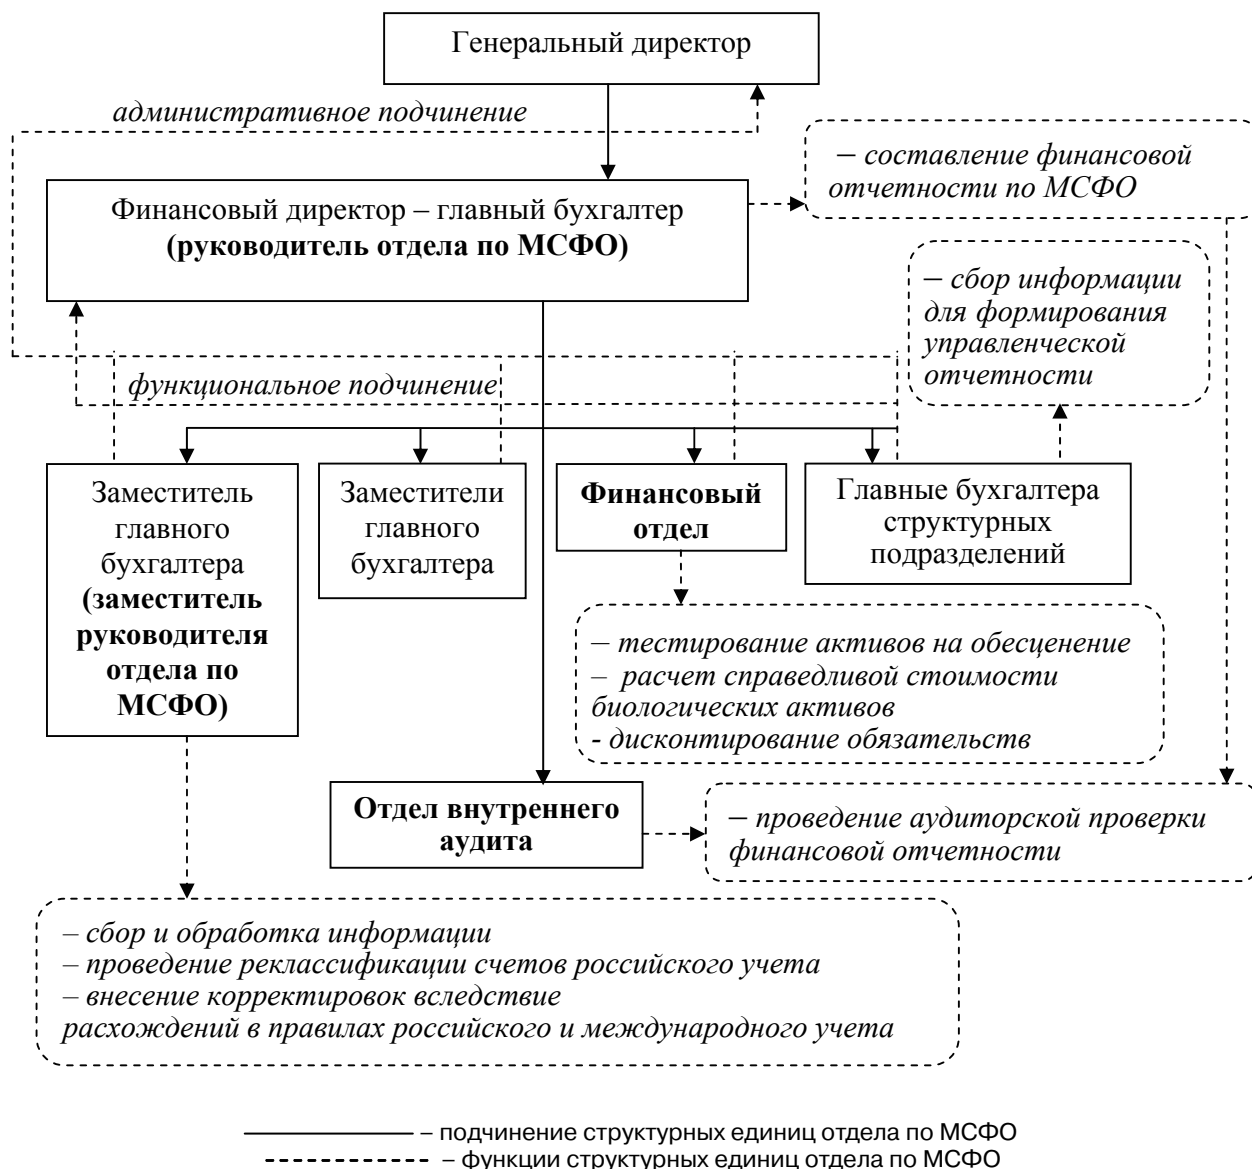 Генеральный директор
административное подчинение
– составление финансовой
отчетности по МСФО
Финансовый директор – главный бухгалтер
(руководитель отдела по МСФО)
– сбор информации
для формирования
управленческой
отчетности
функциональное подчинение
Заместитель
главного
бухгалтера
(заместитель
руководителя
отдела по
МСФО)
Заместители
главного
бухгалтера
Финансовый
отдел
Главные бухгалтера
структурных
подразделений
– тестирование активов на обесценение
– расчет справедливой стоимости
биологических активов
- дисконтирование обязательств
Отдел внутреннего
аудита
– проведение аудиторской проверки
финансовой отчетности
– сбор и обработка информации
– проведение реклассификации счетов российского учета
– внесение корректировок вследствие
расхождений в правилах российского и международного учета
– подчинение структурных единиц отдела по МСФО
– функции структурных единиц отдела по МСФО